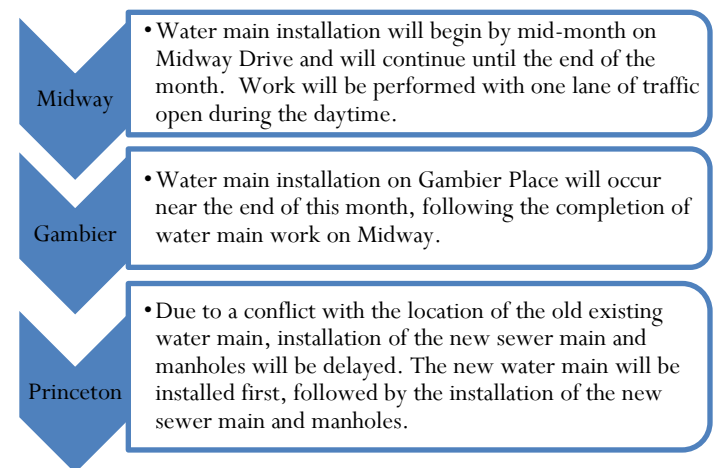 Midway
•Water main installation will begin by mid-month on
Midway Drive and will continue until the end of the
month.  Work will be performed with one lane of traffic
open during the daytime.
Gambier
•Water main installation on Gambier Place will occur
near the end of this month, following the completion of
water main work on Midway.
Princeton
•Due to a conflict with the location of the old existing
water main, installation of the new sewer main and
manholes will be delayed. The new water main will be
installed first, followed by the installation of the new
sewer main and manholes.